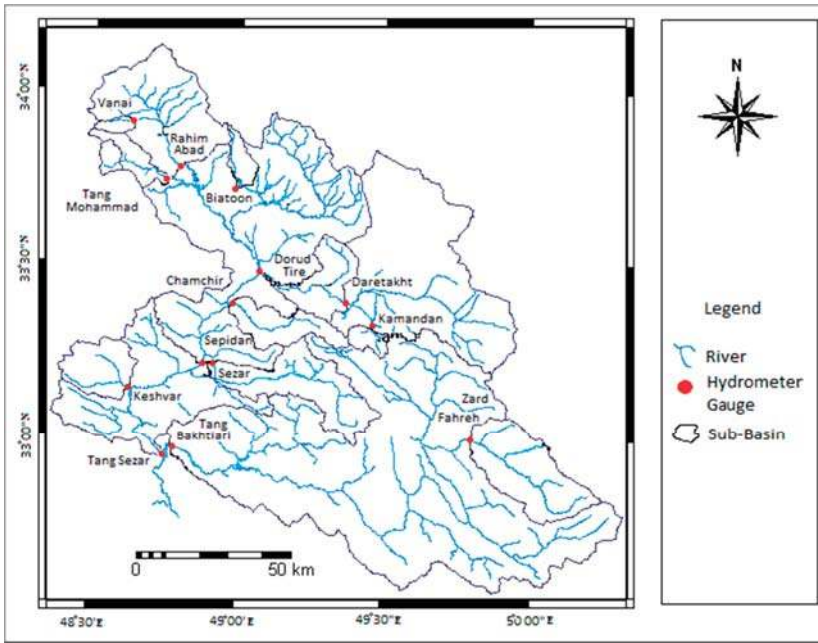 34°00'N
33°30'N
33°00'N
Vanai
Rahim
Abad
Tang
Mohammad
Biatoon
Dorud
Tire
Chamchir
Daretakht
Kamandan
Sepidan
Sezar
Keshvar
Zard
Fahreh
Tang
Bakhtiari
Tang Sezar
0 50 km
48°30'E
49°00'E
49°30'E
50°00'E
N
Legend
River
Hydrometer
Gauge
Sub-Basin